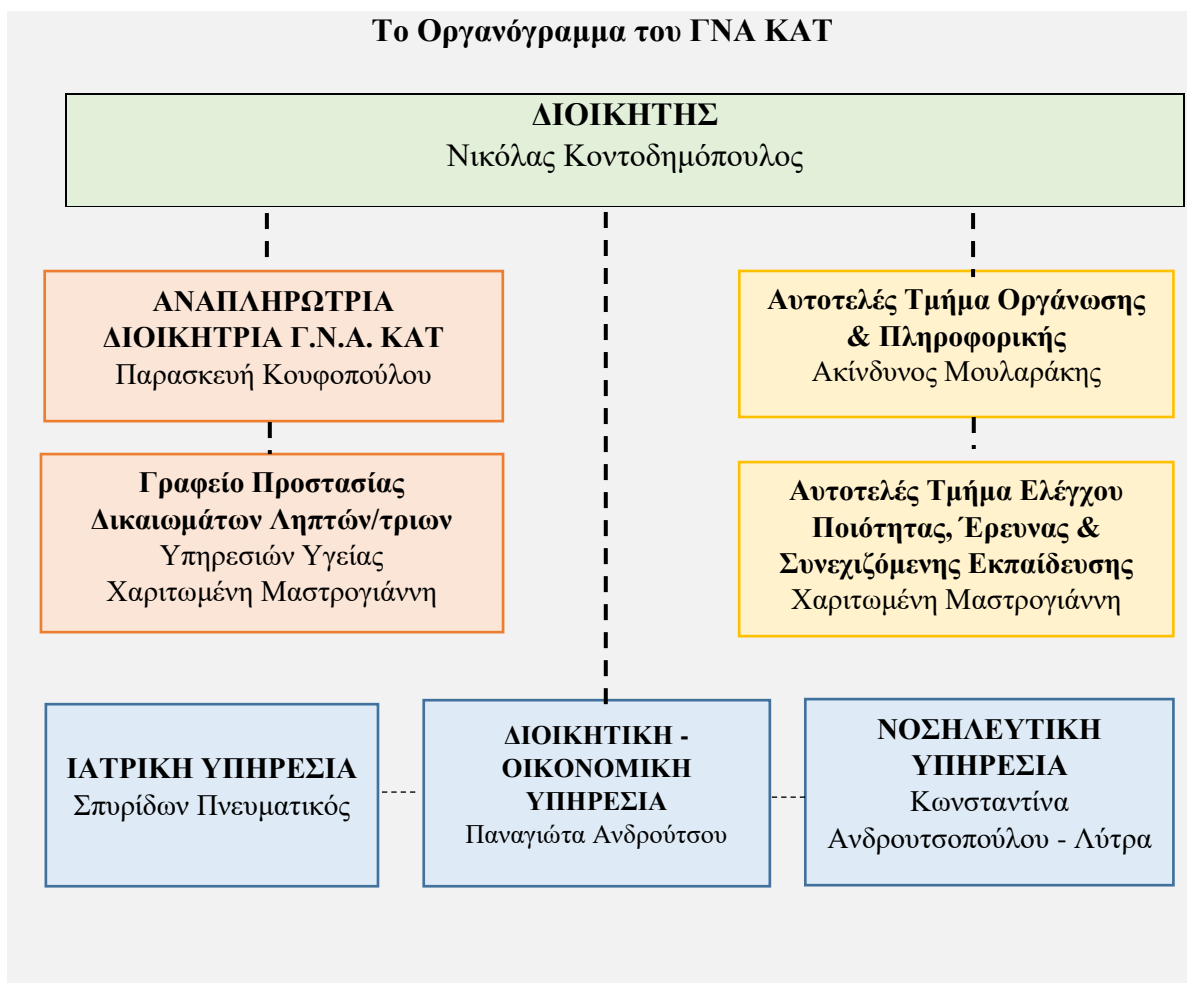 Το Οργανόγραμμα του ΓΝΑ ΚΑΤ
ΔΙΟΙΚΗΤΗΣ
Νικόλας Κοντοδημόπουλος
ΑΝΑΠΛΗΡΩΤΡΙΑ
ΔΙΟΙΚΗΤΡΙΑ Γ.Ν.Α. ΚΑΤ
Παρασκευή Κουφοπούλου
Αυτοτελές Τμήμα Οργάνωσης
& Πληροφορικής
Ακίνδυνος Μουλαράκης
Γραφείο Προστασίας
Δικαιωμάτων Ληπτών/τριων
Υπηρεσιών Υγείας
Χαριτωμένη Μαστρογιάννη
Αυτοτελές Τμήμα Ελέγχου
Ποιότητας, Έρευνας &
Συνεχιζόμενης Εκπαίδευσης
Χαριτωμένη Μαστρογιάννη
ΙΑΤΡΙΚΗ ΥΠΗΡΕΣΙΑ
Σπυρίδων Πνευματικός
ΔΙΟΙΚΗΤΙΚΗ -
ΟΙΚΟΝΟΜΙΚΗ
ΥΠΗΡΕΣΙΑ
Παναγιώτα Ανδρούτσου
ΝΟΣΗΛΕΥΤΙΚΗ
ΥΠΗΡΕΣΙΑ
Κωνσταντίνα
Ανδρουτσοπούλου - Λύτρα